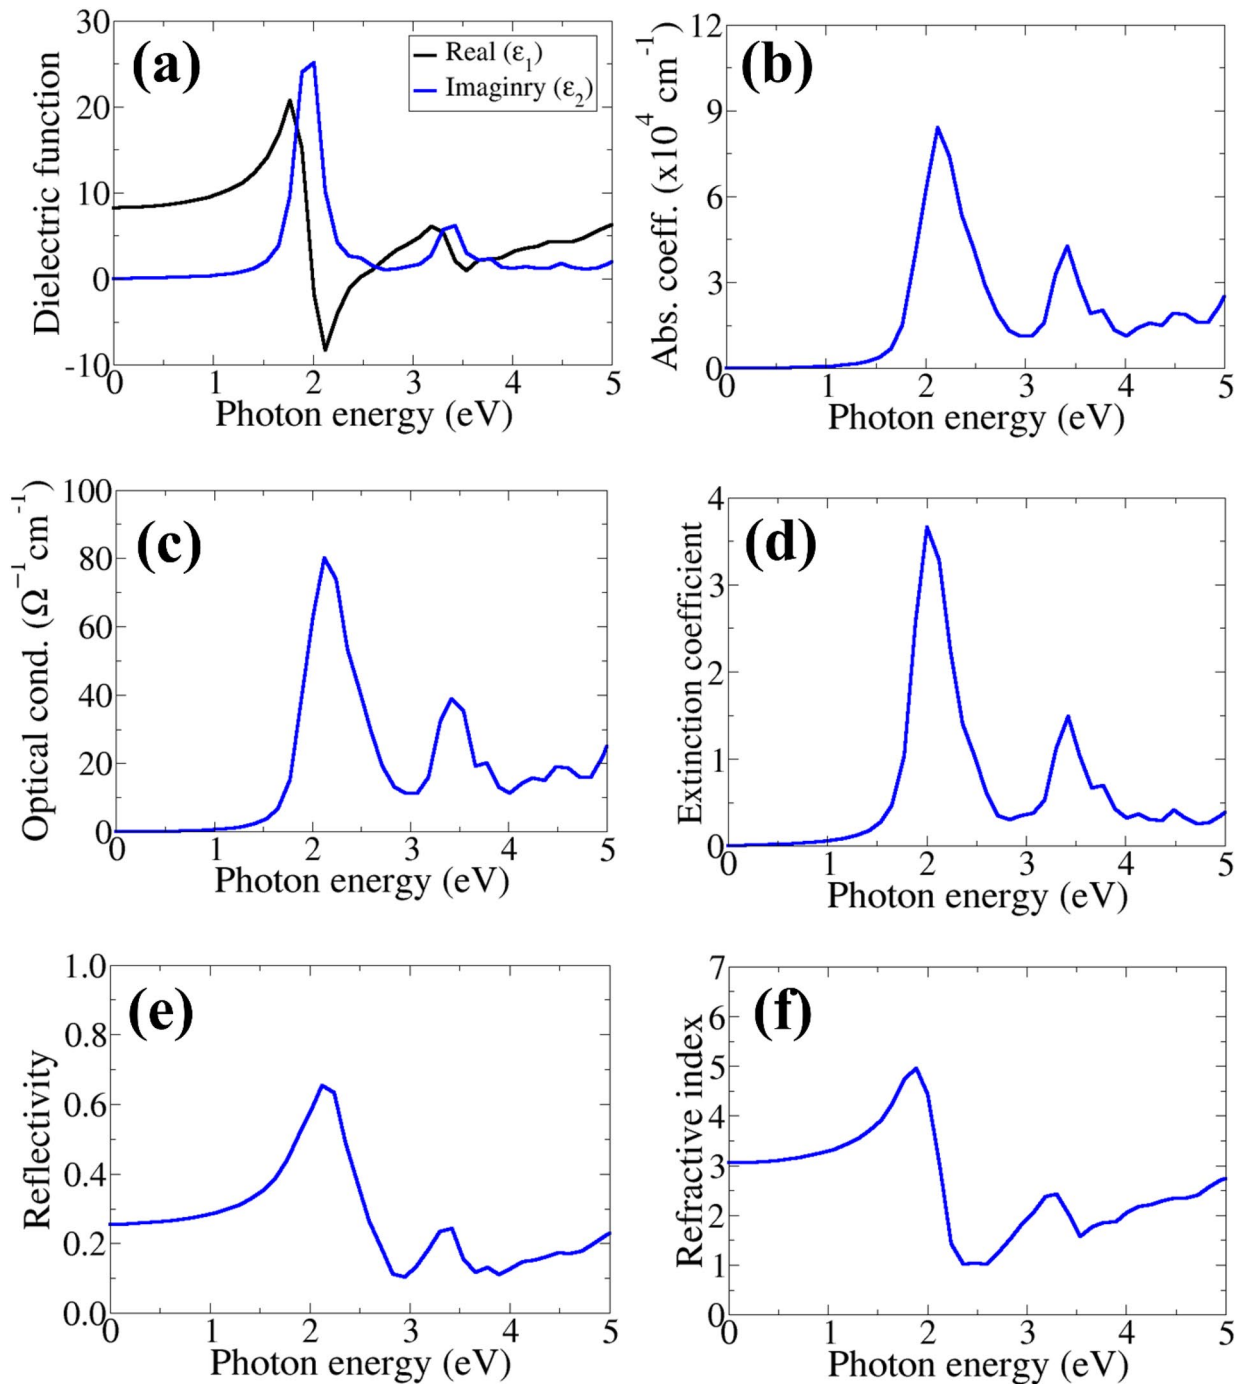 30
(a)
Real (ε₁)
Imaginry (ε₂)
20
10
0
-10
Dielectric function
0 1 2 3 4 5
Photon energy (eV)
12
(b)
9
6
3
0
Abs. coeff. (x10⁴ cm⁻¹)
0 1 2 3 4 5
Photon energy (eV)
100
(c)
80
60
40
20
0
Optical cond. (Ω⁻¹cm⁻¹)
0 1 2 3 4 5
Photon energy (eV)
4
(d)
3
2
1
0
Extinction coefficient
0 1 2 3 4 5
Photon energy (eV)
1.0
(e)
0.8
0.6
0.4
0.2
0.0
Reflectivity
0 1 2 3 4 5
Photon energy (eV)
7
(f)
6
5
4
3
2
1
0
Refractive index
0 1 2 3 4 5
Photon energy (eV)